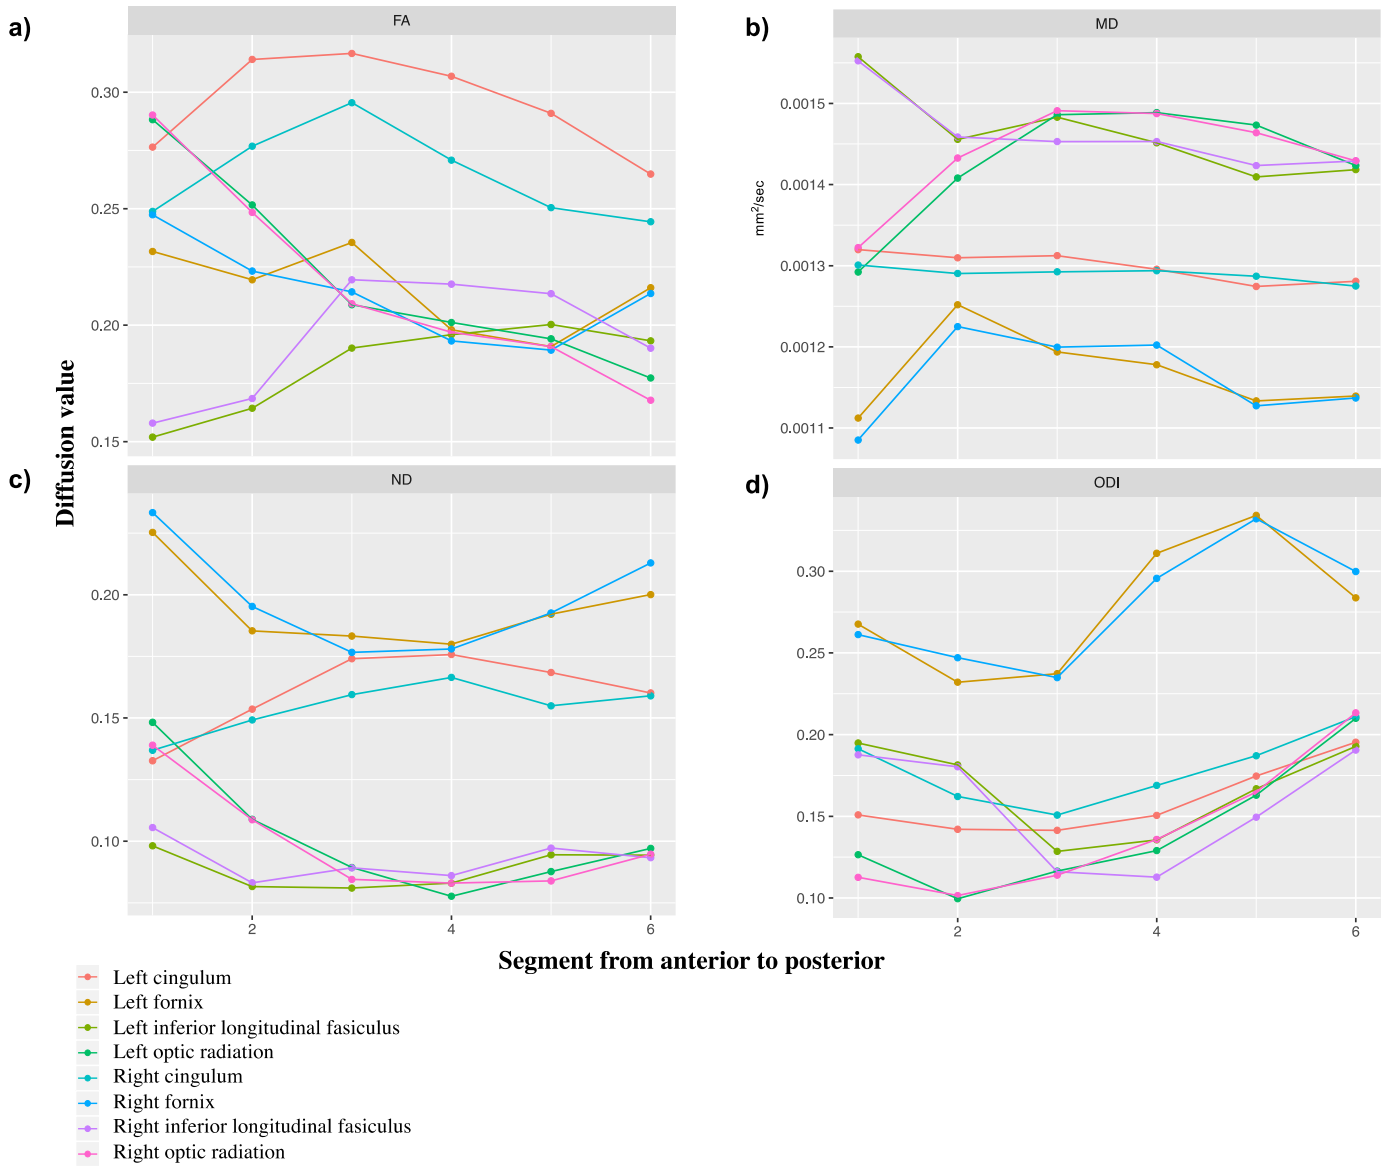 a)
FA
0.30
0.25
0.20
0.15
b)
MD
0.0015
0.0014
0.0013
0.0012
0.0011
mm²/sec
Diffusion value
c)
ND
0.20
0.15
0.10
2
4
6
d)
ODI
0.30
0.25
0.20
0.15
0.10
2
4
6
Segment from anterior to posterior
Left cingulum
Left fornix
Left inferior longitudinal fasiculus
Left optic radiation
Right cingulum
Right fornix
Right inferior longitudinal fasiculus
Right optic radiation